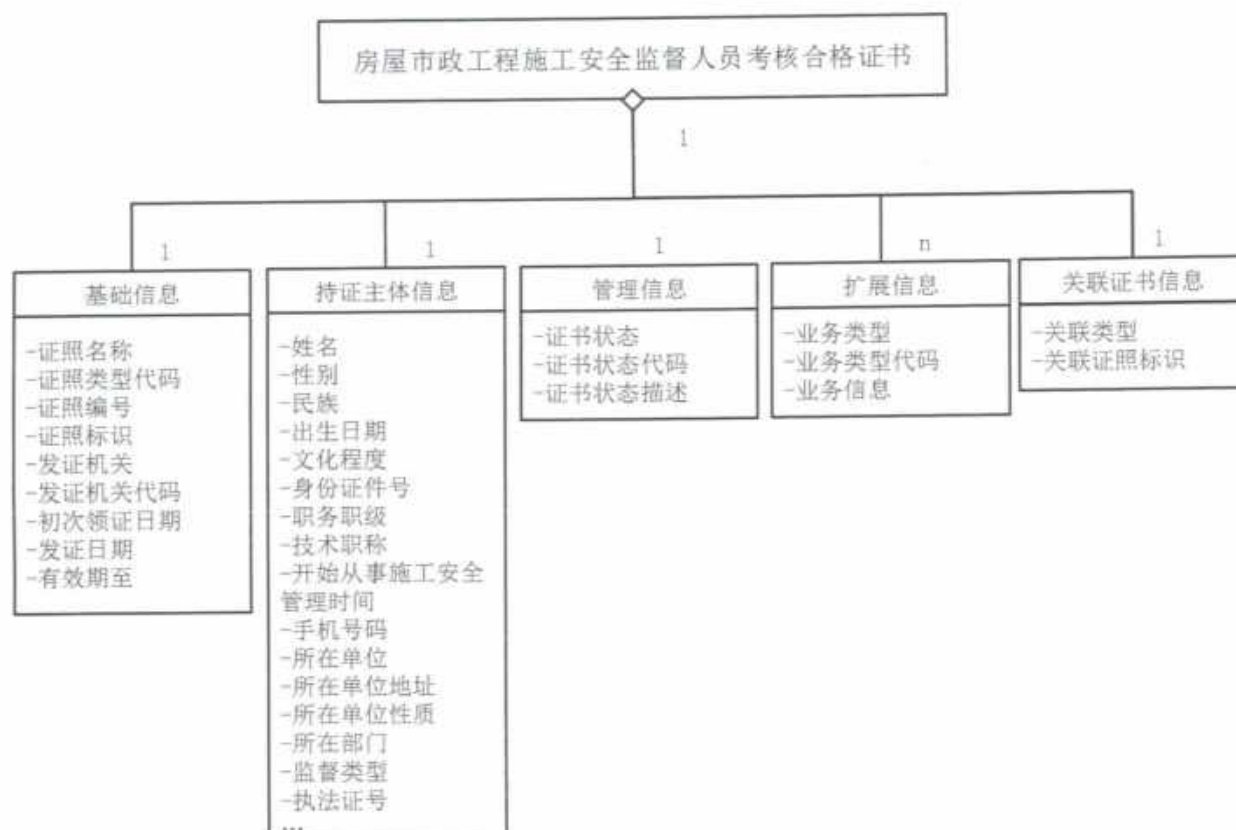 房屋市政工程施工安全监督人员考核合格证书
1
1
1
1
n
1
基础信息
-证照名称
-证照类型代码
-证照编号
-证照标识
-发证机关
-发证机关代码
-初次领证日期
-发证日期
-有效期至
持证主体信息
-姓名
-性别
-民族
-出生日期
-文化程度
-身份证件号
-职务职级
-技术职称
-开始从事施工安全
管理时间
-手机号码
-所在单位
-所在单位地址
-所在单位性质
-所在部门
-监督类型
-执法证号
...
管理信息
-证书状态
-证书状态代码
-证书状态描述
扩展信息
-业务类型
-业务类型代码
-业务信息
关联证书信息
-关联类型
-关联证照标识